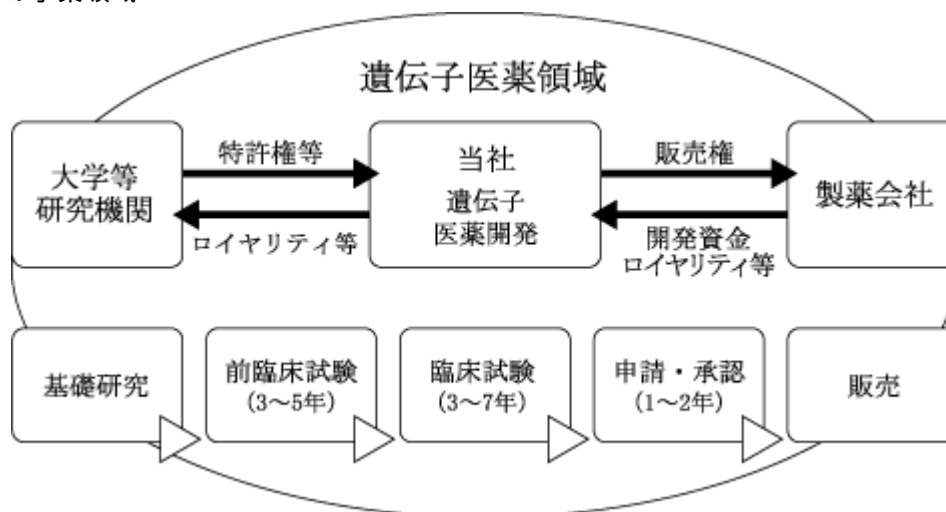 遺伝子医薬領域
大学等
研究機関
特許権等
ロイヤリティ等
当社
遺伝子
医薬開発
販売権
開発資金
ロイヤリティ等
製薬会社
基礎研究
前臨床試験
(3〜5年)
臨床試験
(3〜7年)
申請・承認
(1〜2年)
販売